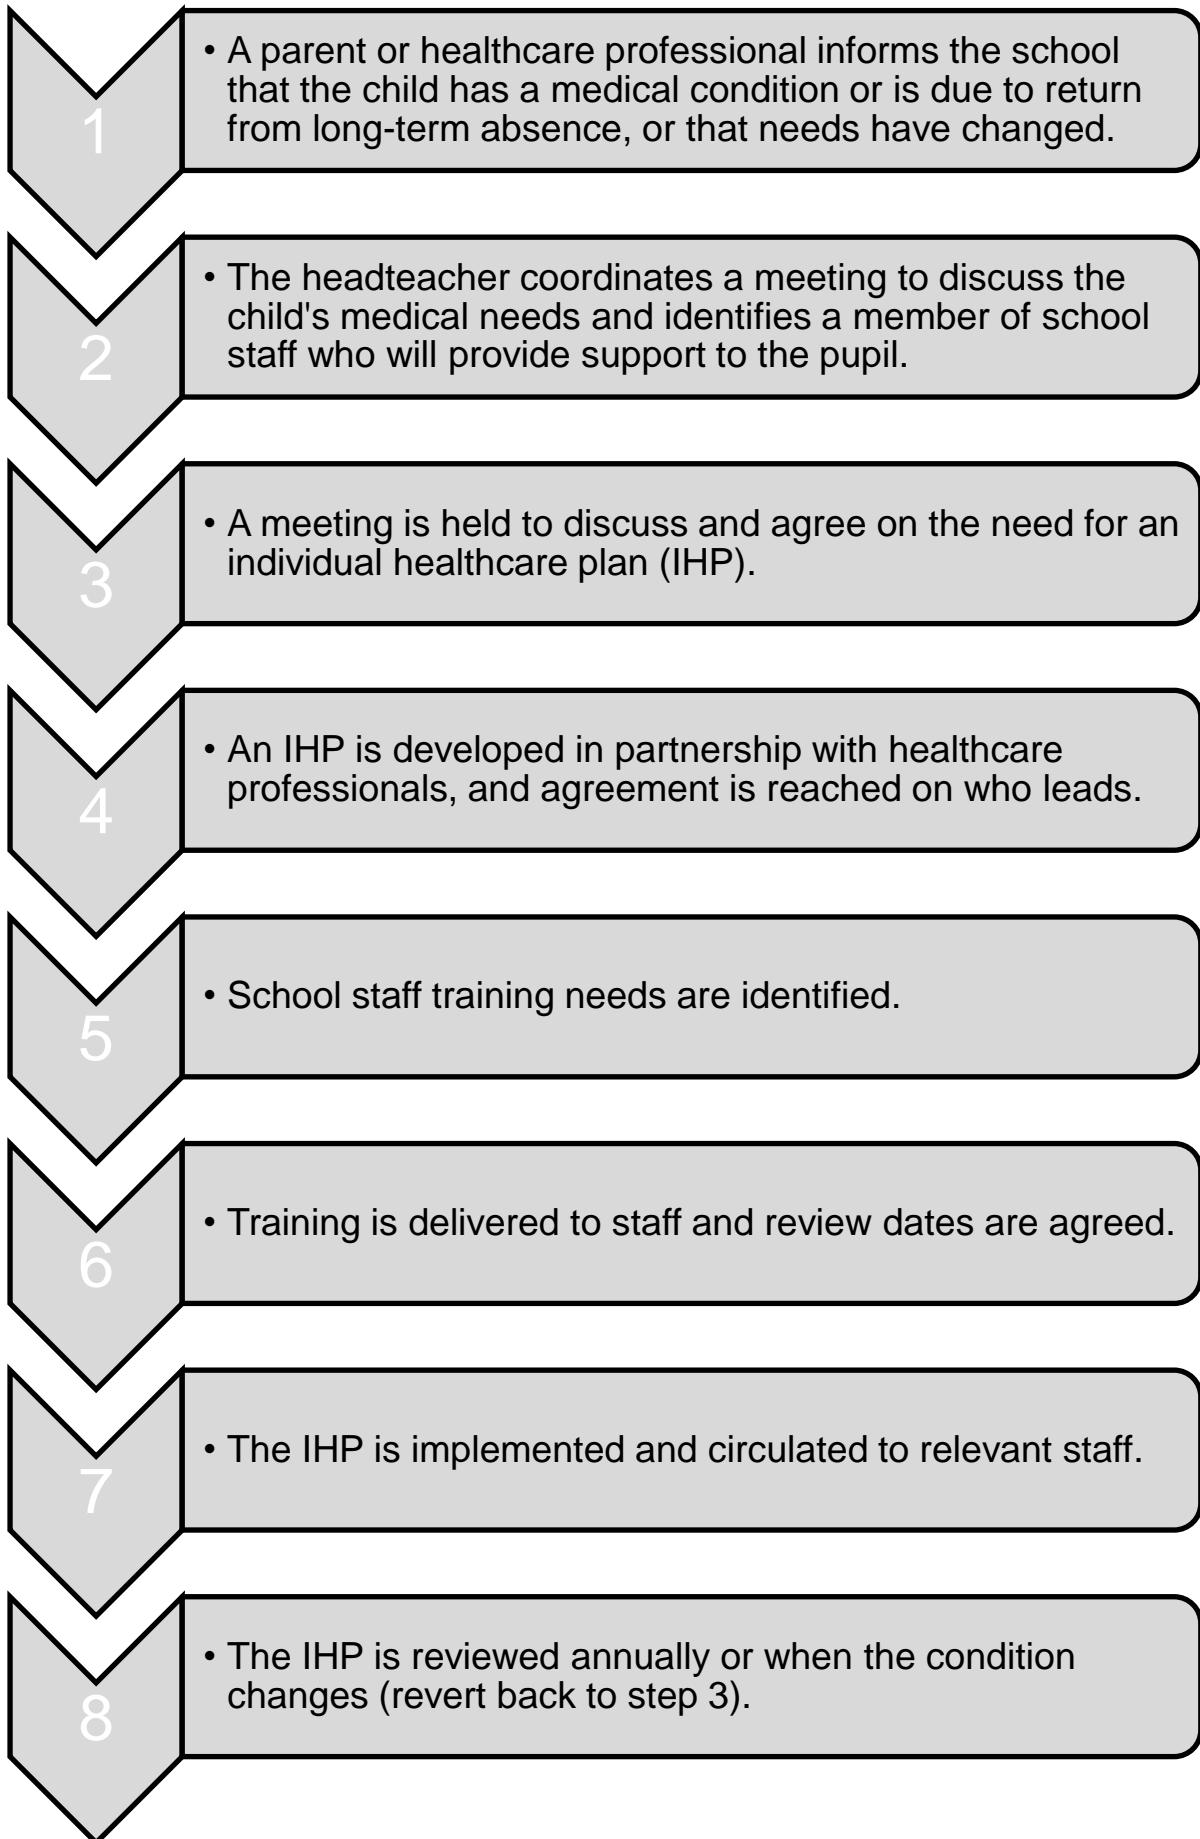 1
• A parent or healthcare professional informs the school
that the child has a medical condition or is due to return
from long-term absence, or that needs have changed.
2
• The headteacher coordinates a meeting to discuss the
child's medical needs and identifies a member of school
staff who will provide support to the pupil.
3
• A meeting is held to discuss and agree on the need for an
individual healthcare plan (IHP).
4
• An IHP is developed in partnership with healthcare
professionals, and agreement is reached on who leads.
5
• School staff training needs are identified.
6
• Training is delivered to staff and review dates are agreed.
7
• The IHP is implemented and circulated to relevant staff.
8
• The IHP is reviewed annually or when the condition
changes (revert back to step 3).